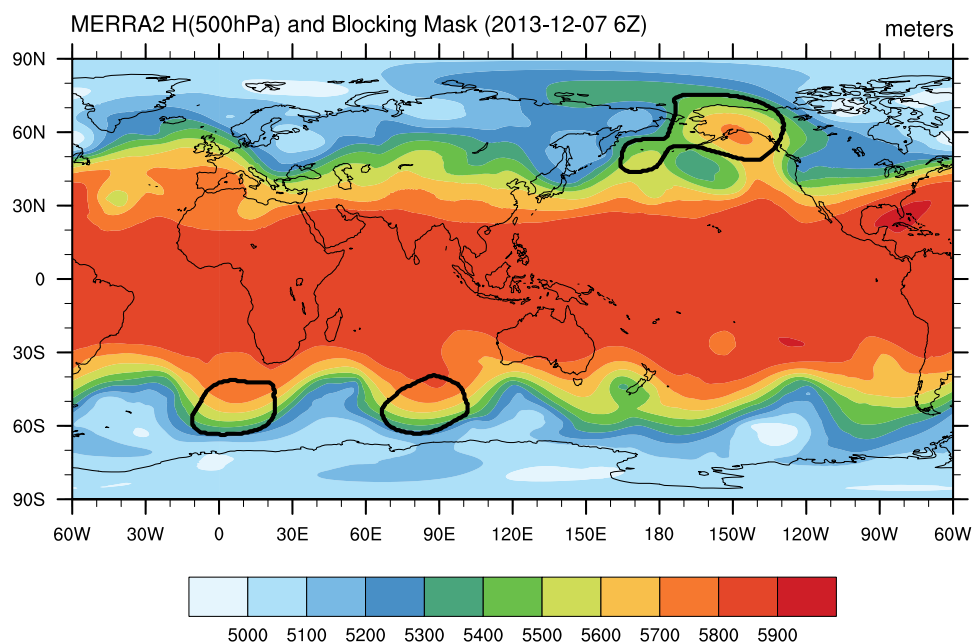 MERRA2 H(500hPa) and Blocking Mask (2013-12-07 6Z)
meters
90N
60N
30N
0
30S
60S
90S
60W 30W 0 30E 60E 90E 120E 150E 180 150W 120W 90W 60W
5000 5100 5200 5300 5400 5500 5600 5700 5800 5900